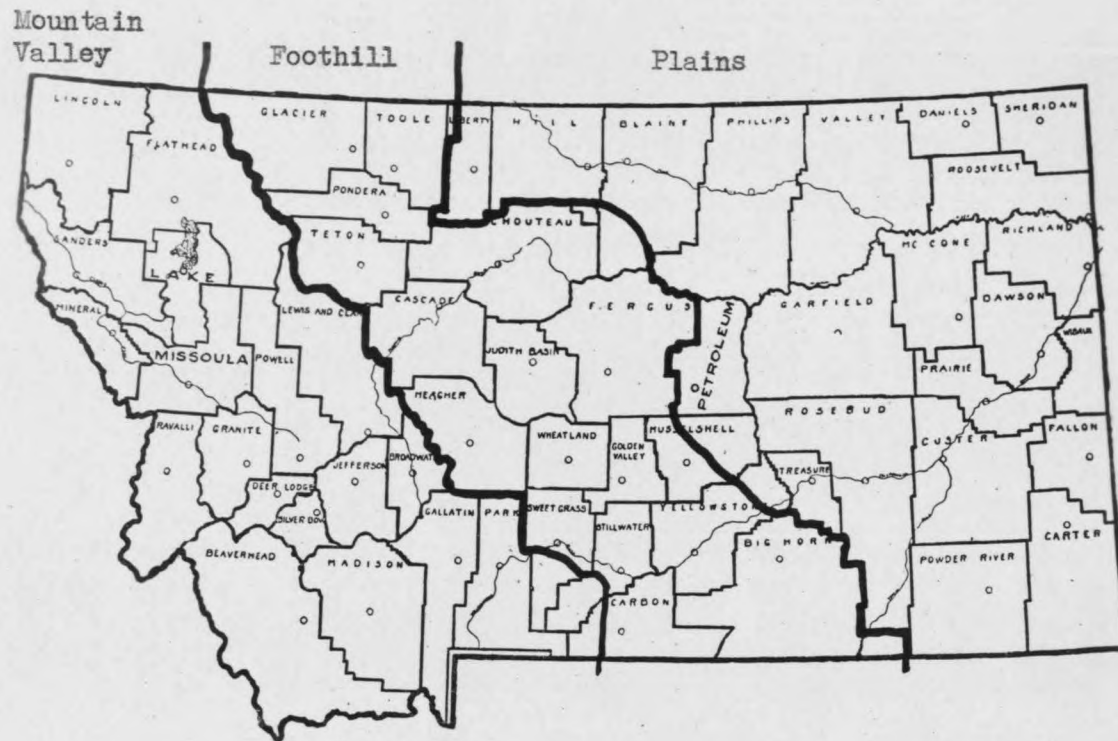 Mountain
Valley
Foothill
Plains
LINCOLN
FLATHEAD
GLACIER
TOOLE
LIBERTY
HILL
BLAINE
PHILLIPS
VALLEY
DANIELS
SHERIDAN
ROOSEVELT
PONDERA
TETON
CHOUTEAU
SANDERS
LAKE
MC CONE
RICHLAND
MINERAL
MISSOULA
POWELL
LEWIS AND CLARK
CASCADE
FERGUS
PETROLEUM
GARFIELD
DAWSON
WIBAUX
JUDITH BASIN
PRAIRIE
MEAGHER
RAVALLI
GRANITE
WHEATLAND
GOLDEN
VALLEY
MUSSELSHELL
ROSEBUD
TREASURE
CUSTER
FALLON
JEFFERSON
BROADWATER
DEER LODGE
SILVER BOW
GALLATIN
PARK
SWEET GRASS
STILLWATER
YELLOWSTONE
BIG HORN
CARTER
BEAVERHEAD
MADISON
CARBON
POWDER RIVER